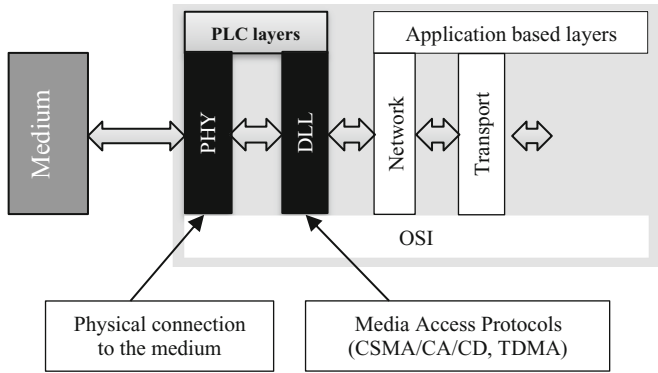 PLC layers
Application based layers
Medium
PHY
DLL
Network
Transport
OSI
Physical connection
to the medium
Media Access Protocols
(CSMA/CA/CD, TDMA)